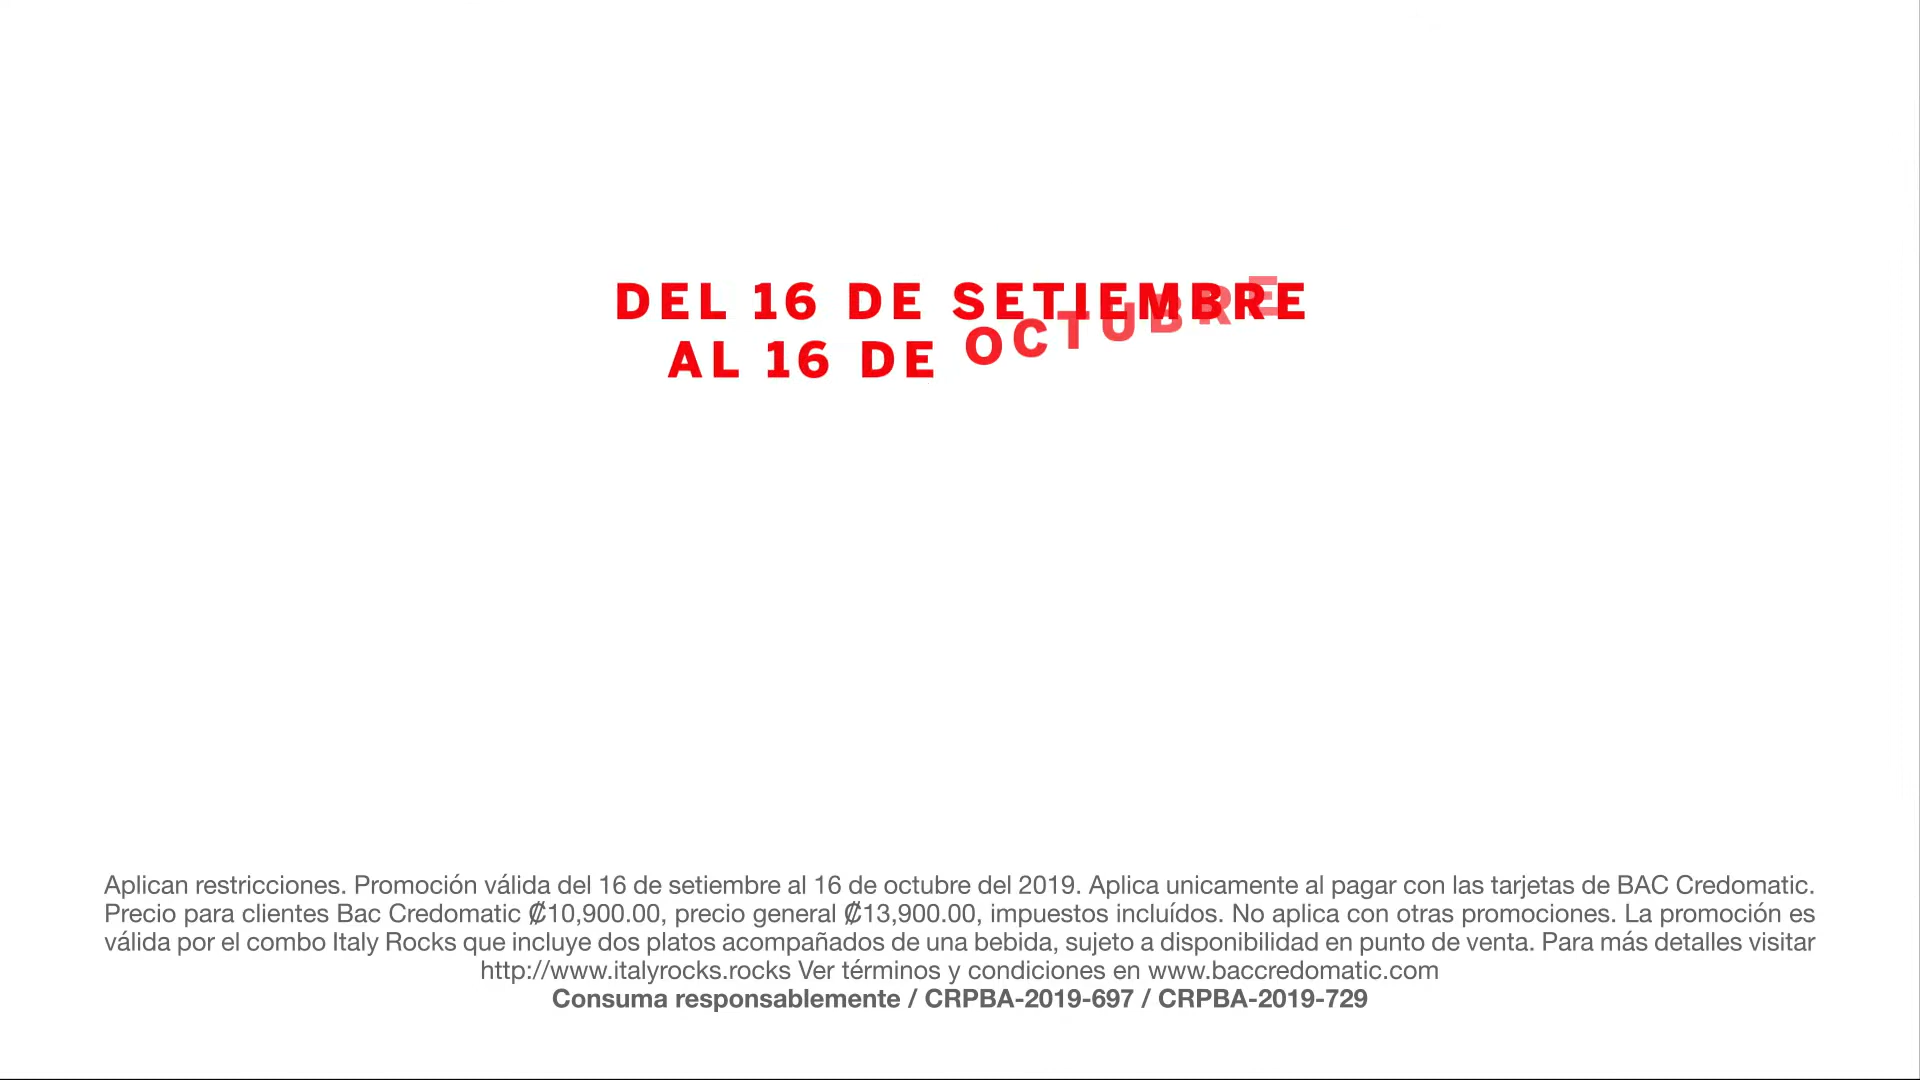 DEL 16 DE SETIEMBRE
AL 16 DE OCTUBRE
Aplican restricciones. Promoción válida del 16 de setiembre al 16 de octubre del 2019. Aplica unicamente al pagar con las tarjetas de BAC Credomatic.
Precio para clientes Bac Credomatic ₡10,900.00, precio general ₡13,900.00, impuestos incluídos. No aplica con otras promociones. La promoción es
válida por el combo Italy Rocks que incluye dos platos acompañados de una bebida, sujeto a disponibilidad en punto de venta. Para más detalles visitar
http://www.italyrocks.rocks Ver términos y condiciones en www.baccredomatic.com
Consuma responsablemente / CRPBA-2019-697 / CRPBA-2019-729